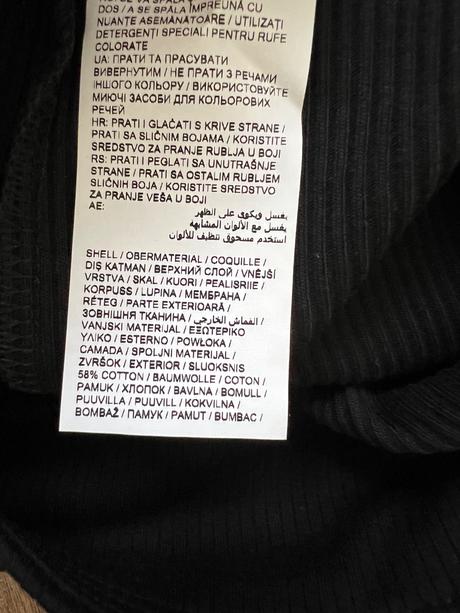 DOS / A SE SPĂLA ÎMPREUNĂ CU
NUANȚE ASEMĂNĂTOARE / UTILIZAȚI
DETERGENȚI SPECIALI PENTRU RUFE
COLORATE
UA: ПРАТИ ТА ПРАСУВАТИ
ВИВЕРНУТИМ / НЕ ПРАТИ З РЕЧАМИ
ІНШОГО КОЛЬОРУ / ВИКОРИСТОВУЙТЕ
МИЮЧІ ЗАСОБИ ДЛЯ КОЛЬОРОВИХ
РЕЧЕЙ
HR: PRATI I GLAČATI S KRIVE STRANE /
PRATI SA SLIČNIM BOJAMA / KORISTITE
SREDSTVO ZA PRANJE RUBLJA U BOJI
RS: PRATI I PEGLATI SA UNUTRAŠNJE
STRANE / PRATI SA OSTALIM RUBLJEM
SLIČNIH BOJA / KORISTITE SREDSTVO
ZA PRANJE VEŠA U BOJI
AE:
يغسل ويكوى على الظهر
يغسل مع الألوان المشابهة
استخدم مسحوق تنظيف للألوان
SHELL / OBERMATERIAL / COQUILLE /
DIŞ KATMAN / ВЕРХНИЙ СЛОЙ / VNĚJŠÍ
VRSTVA / SKAL / KUORI / PEALISRIIE /
KORPUSS / LUPINA / МЕМБРАНА /
RÉTEG / PARTE EXTERIOARĂ /
ЗОВНІШНЯ ТКАНИНА / القماش الخارجي /
VANJSKI MATERIJAL / ΕΞΩΤΕΡΙΚΟ
ΥΛΙΚΟ / ESTERNO / POWŁOKA /
CAMADA / SPOLJNI MATERIJAL /
ZVRŠOK / EXTERIOR / SLUOKSNIS
58% COTTON / BAUMWOLLE / COTON /
PAMUK / ХЛОПОК / BAVLNA / BOMULL /
PUUVILLA / PUUVILL / KOKVILNA /
BOMBAŽ / ПАМУК / PAMUT / BUMBAC /